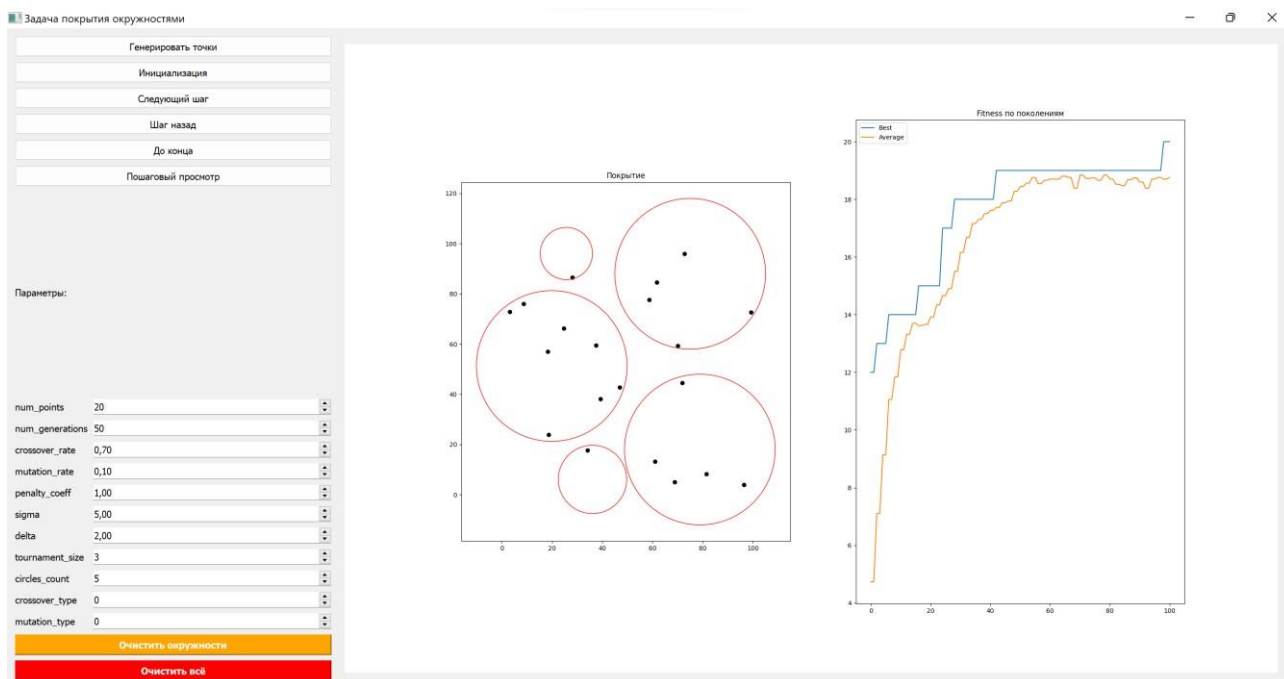 Задача покрытия окружностями
Генерировать точки
Инициализация
Следующий шаг
Шаг назад
До конца
Пошаговый просмотр
Параметры:
num_points 20
num_generations 50
crossover_rate 0,70
mutation_rate 0,10
penalty_coeff 1,00
sigma 5,00
delta 2,00
tournament_size 3
circles_count 5
crossover_type 0
mutation_type 0
Очистить окружности
Очистить всё
Покрытие
120
100
80
60
40
20
0
0 20 40 60 80 100
Fitness по поколениям
Best
Average
20
18
16
14
12
10
8
6
4
0 20 40 60 80 100